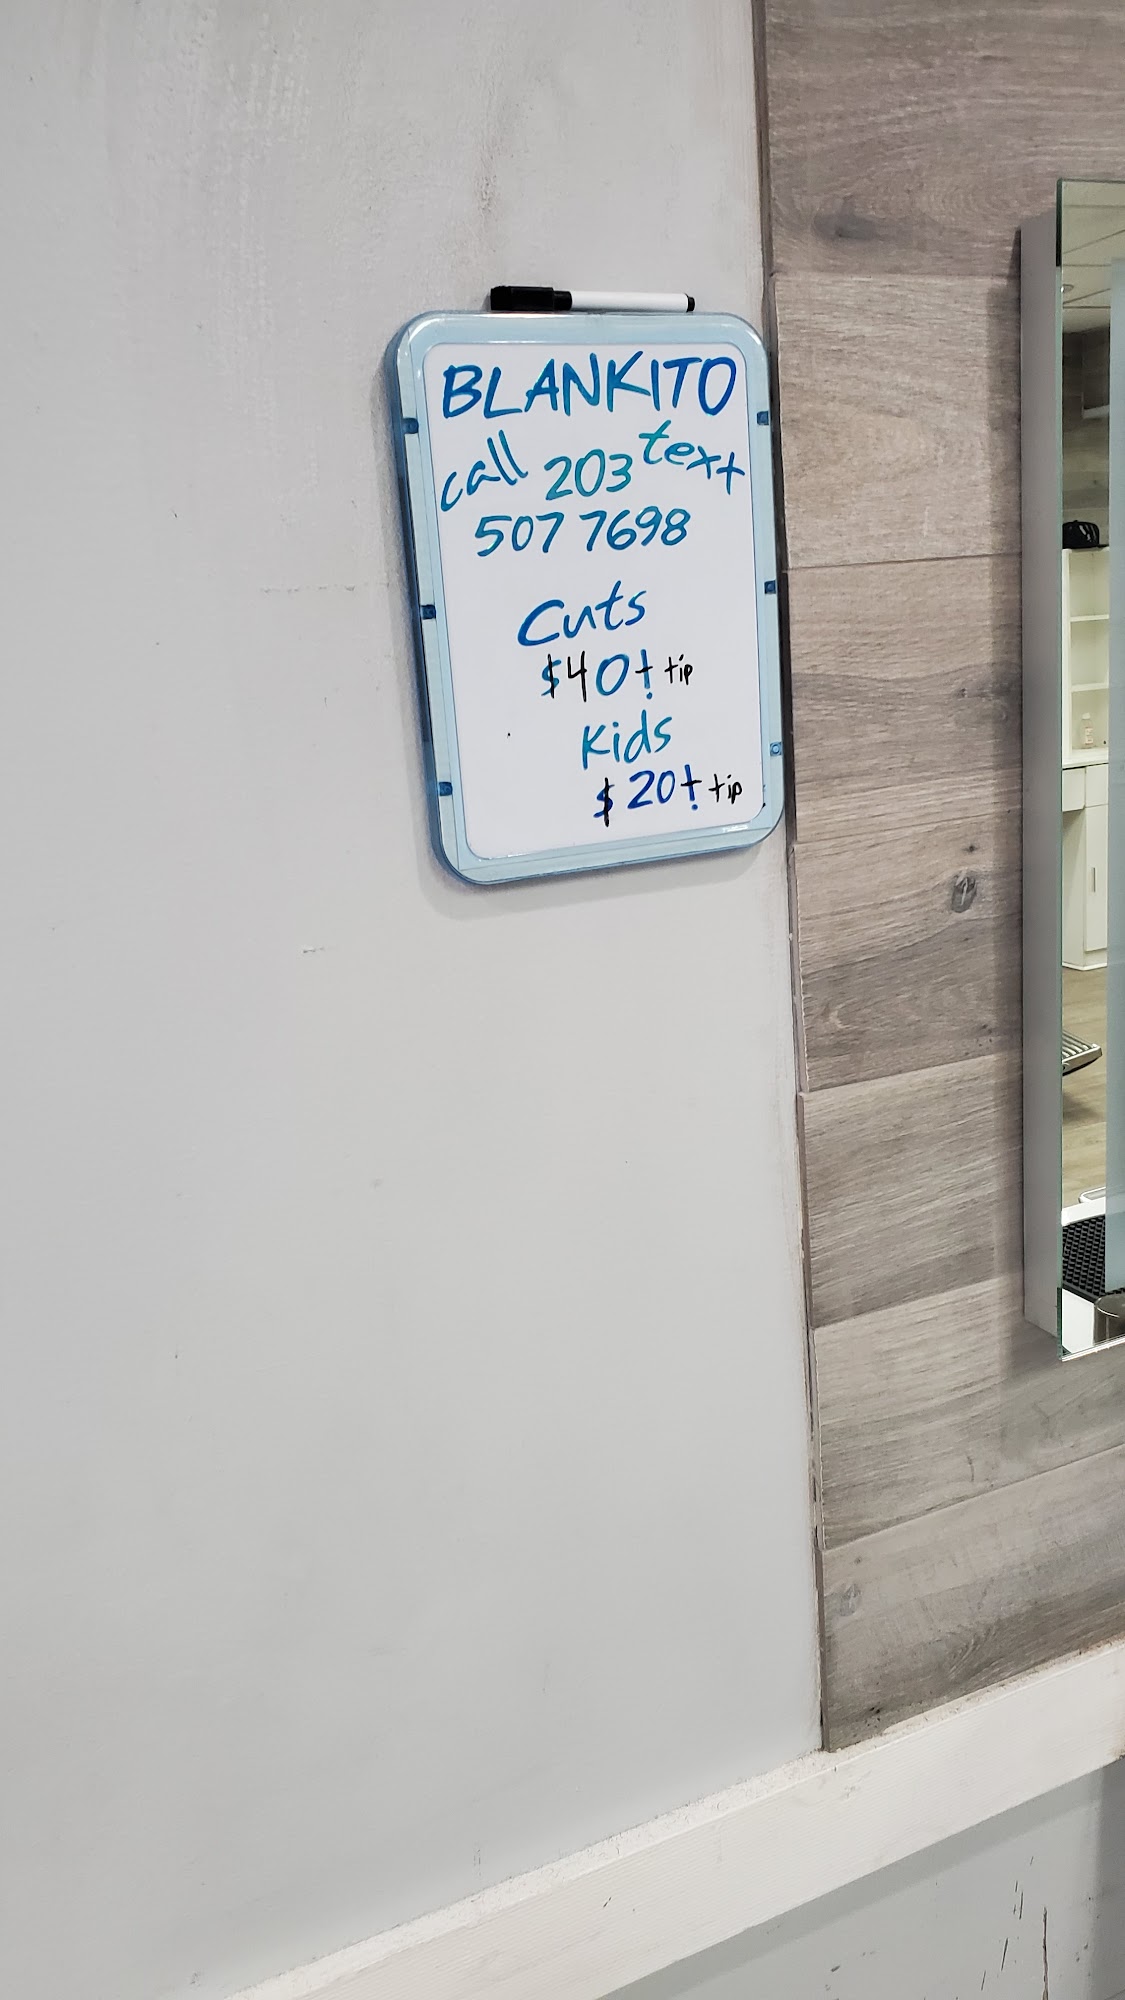 BLANKITO
call 203 text
507 7698
Cuts
$40+ tip
Kids
$20+ tip